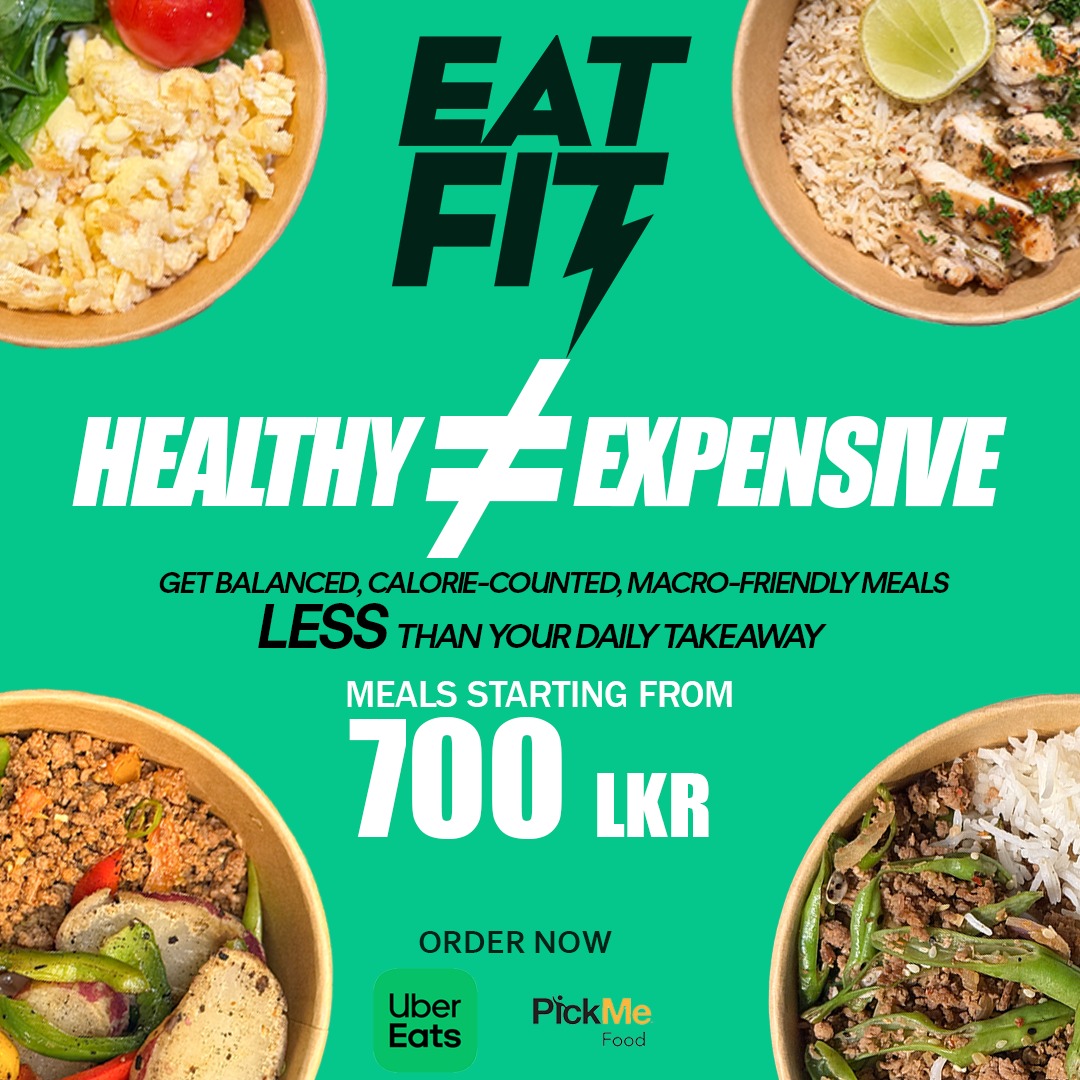 EAT
FIT
HEALTHY ≠ EXPENSIVE
GET BALANCED, CALORIE-COUNTED, MACRO-FRIENDLY MEALS
LESS THAN YOUR DAILY TAKEAWAY
MEALS STARTING FROM
700 LKR
ORDER NOW
Uber
Eats
PickMe
Food